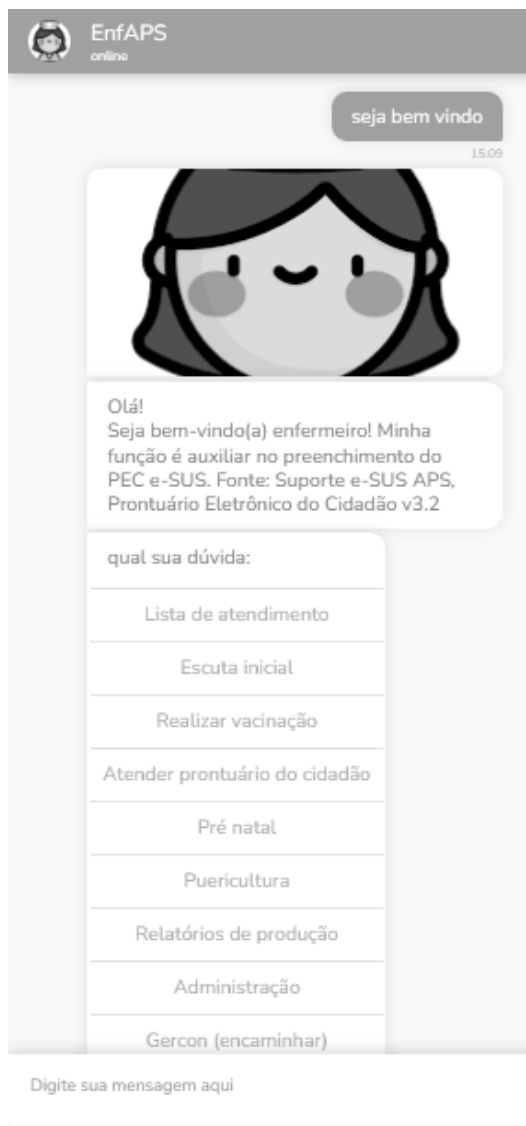 EnfAPS
online
seja bem vindo
15:09
Olá!
Seja bem-vindo(a) enfermeiro! Minha
função é auxiliar no preenchimento do
PEC e-SUS. Fonte: Suporte e-SUS APS,
Prontuário Eletrônico do Cidadão v3.2
qual sua dúvida:
Lista de atendimento
Escuta inicial
Realizar vacinação
Atender prontuário do cidadão
Pré natal
Puericultura
Relatórios de produção
Administração
Gercon (encaminhar)
Digite sua mensagem aqui